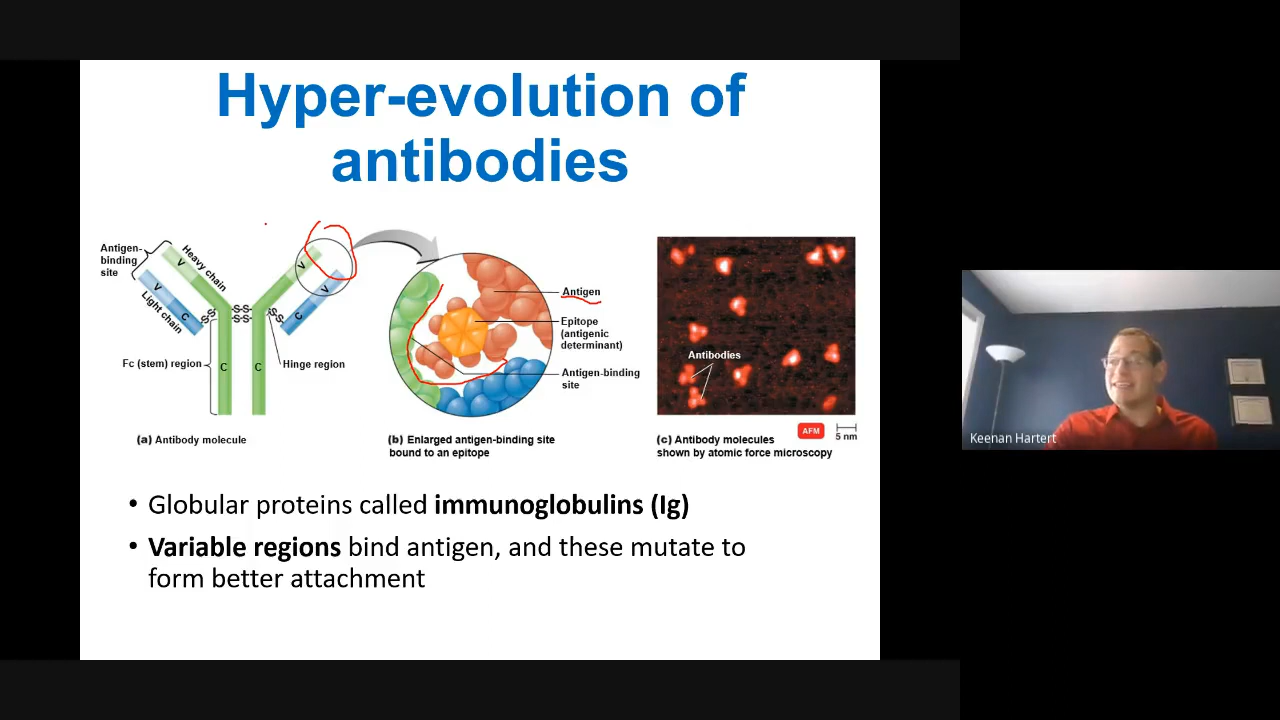 Hyper-evolution of
antibodies
Antigen-
binding
site
Heavy chain
V
V
Light chain
C
V
V
C
S-S
S-S
S-S
S-S
Fc (stem) region
C
C
Hinge region
(a) Antibody molecule
Antigen
Epitope
(antigenic
determinant)
Antigen-binding
site
(b) Enlarged antigen-binding site
bound to an epitope
Antibodies
(c) Antibody molecules
shown by atomic force microscopy
AFM
5 nm
• Globular proteins called immunoglobulins (Ig)
• Variable regions bind antigen, and these mutate to
form better attachment
Keenan Hartert